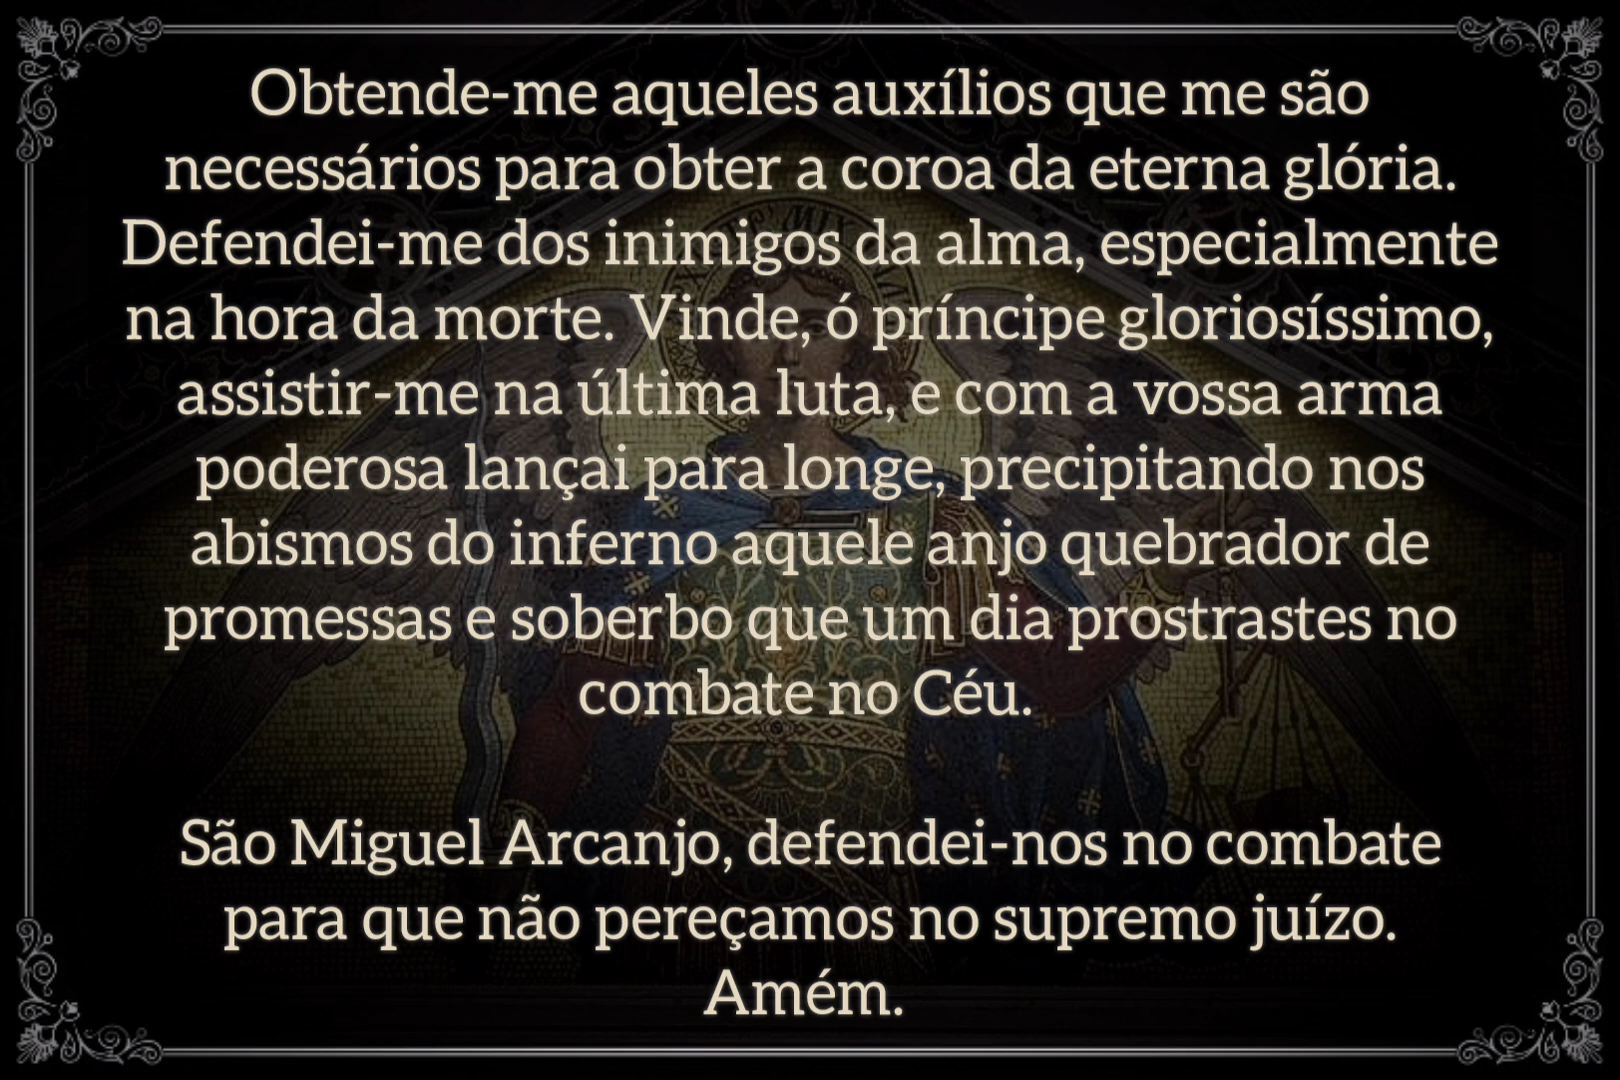 Obtende-me aqueles auxílios que me são
necessários para obter a coroa da eterna glória.
Defendei-me dos inimigos da alma, especialmente
na hora da morte. Vinde, ó príncipe gloriosíssimo,
assistir-me na última luta, e com a vossa arma
poderosa lançai para longe, precipitando nos
abismos do inferno aquele anjo quebrador de
promessas e soberbo que um dia prostrastes no
combate no Céu.
São Miguel Arcanjo, defendei-nos no combate
para que não pereçamos no supremo juízo.
Amém.